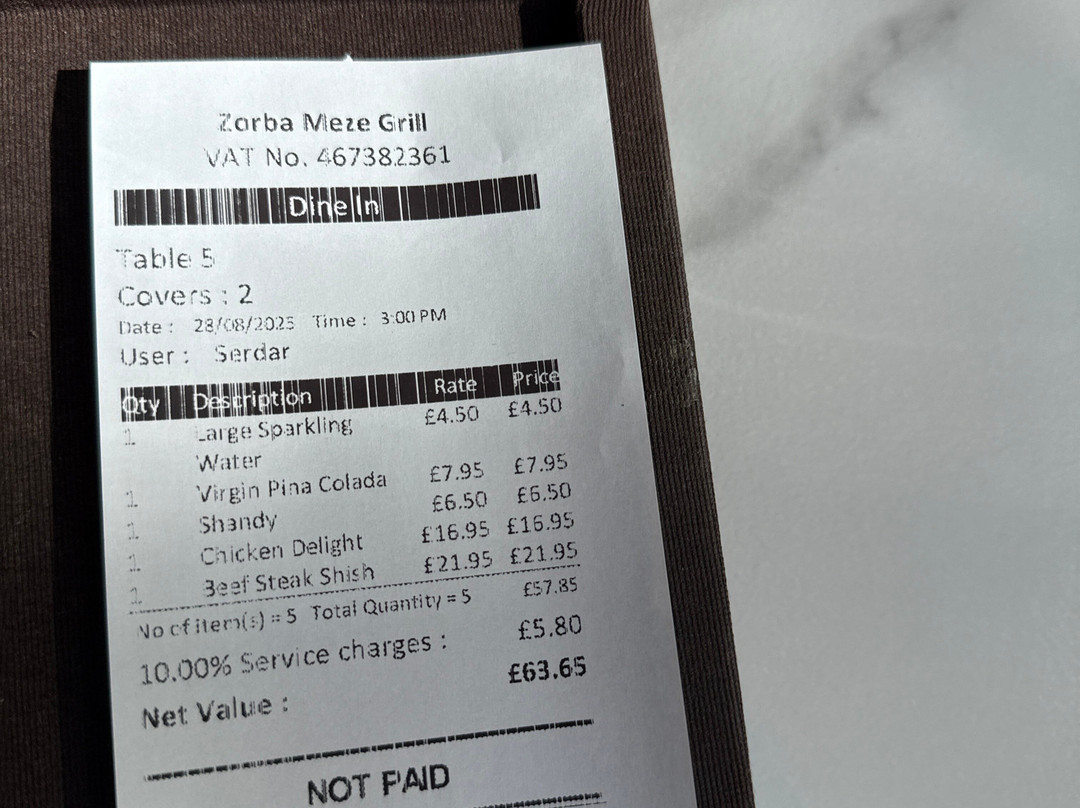 Zorba Meze Grill
VAT No. 467382361
Dine In
Table 5
Covers : 2
Date : 28/08/2025 Time : 3:00 PM
User : Serdar
Qty Description Rate Price
1 Large Sparkling £4.50 £4.50
Water
1 Virgin Pina Colada £7.95 £7.95
1 Shandy £6.50 £6.50
1 Chicken Delight £16.95 £16.95
1 Beef Steak Shish £21.95 £21.95
No of item(s) = 5 Total Quantity = 5 £57.85
10.00% Service charges : £5.80
Net Value : £63.65
NOT PAID